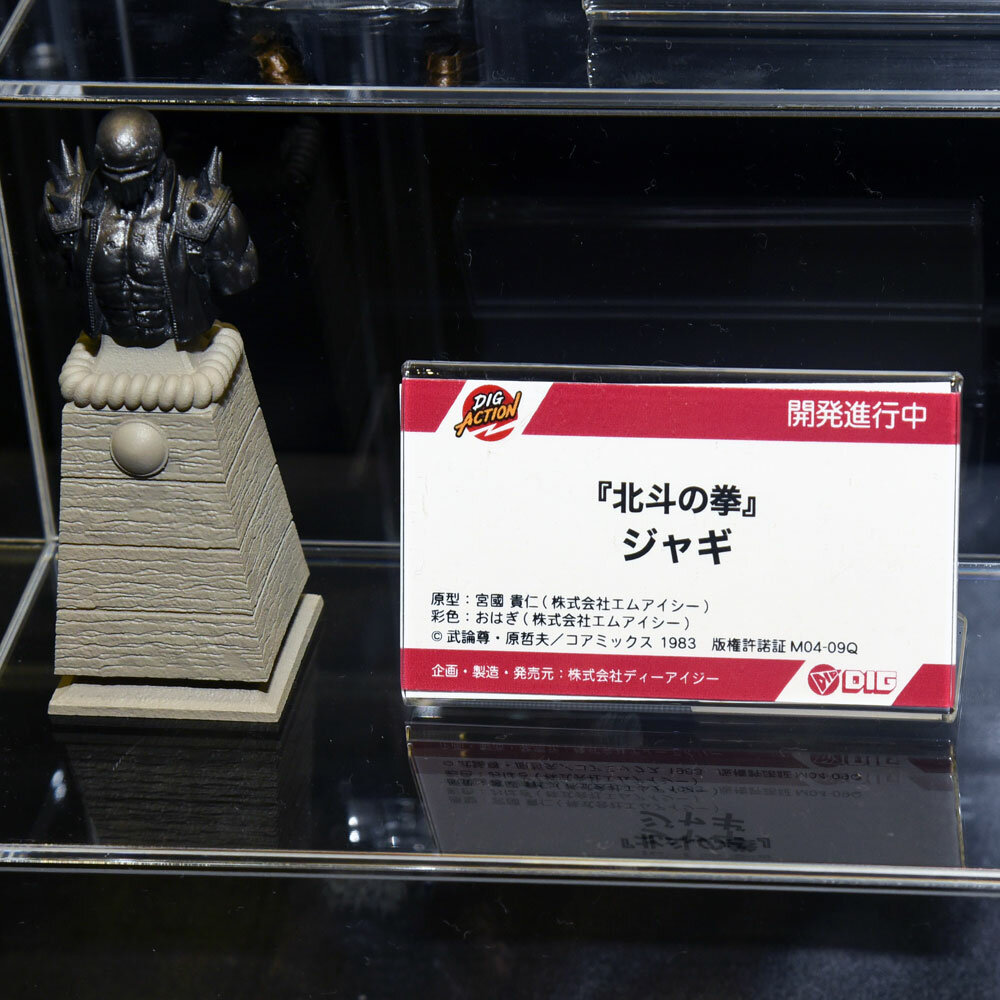 DIG
ACTION
開発進行中
『北斗の拳』
ジャギ
原型：宮國 貴仁(株式会社エムアイシー)
彩色：おはぎ(株式会社エムアイシー)
© 武論尊・原哲夫／コアミックス 1983　版権許諾証 M04-09Q
企画・製造・発売元：株式会社ディーアイジー
DIG